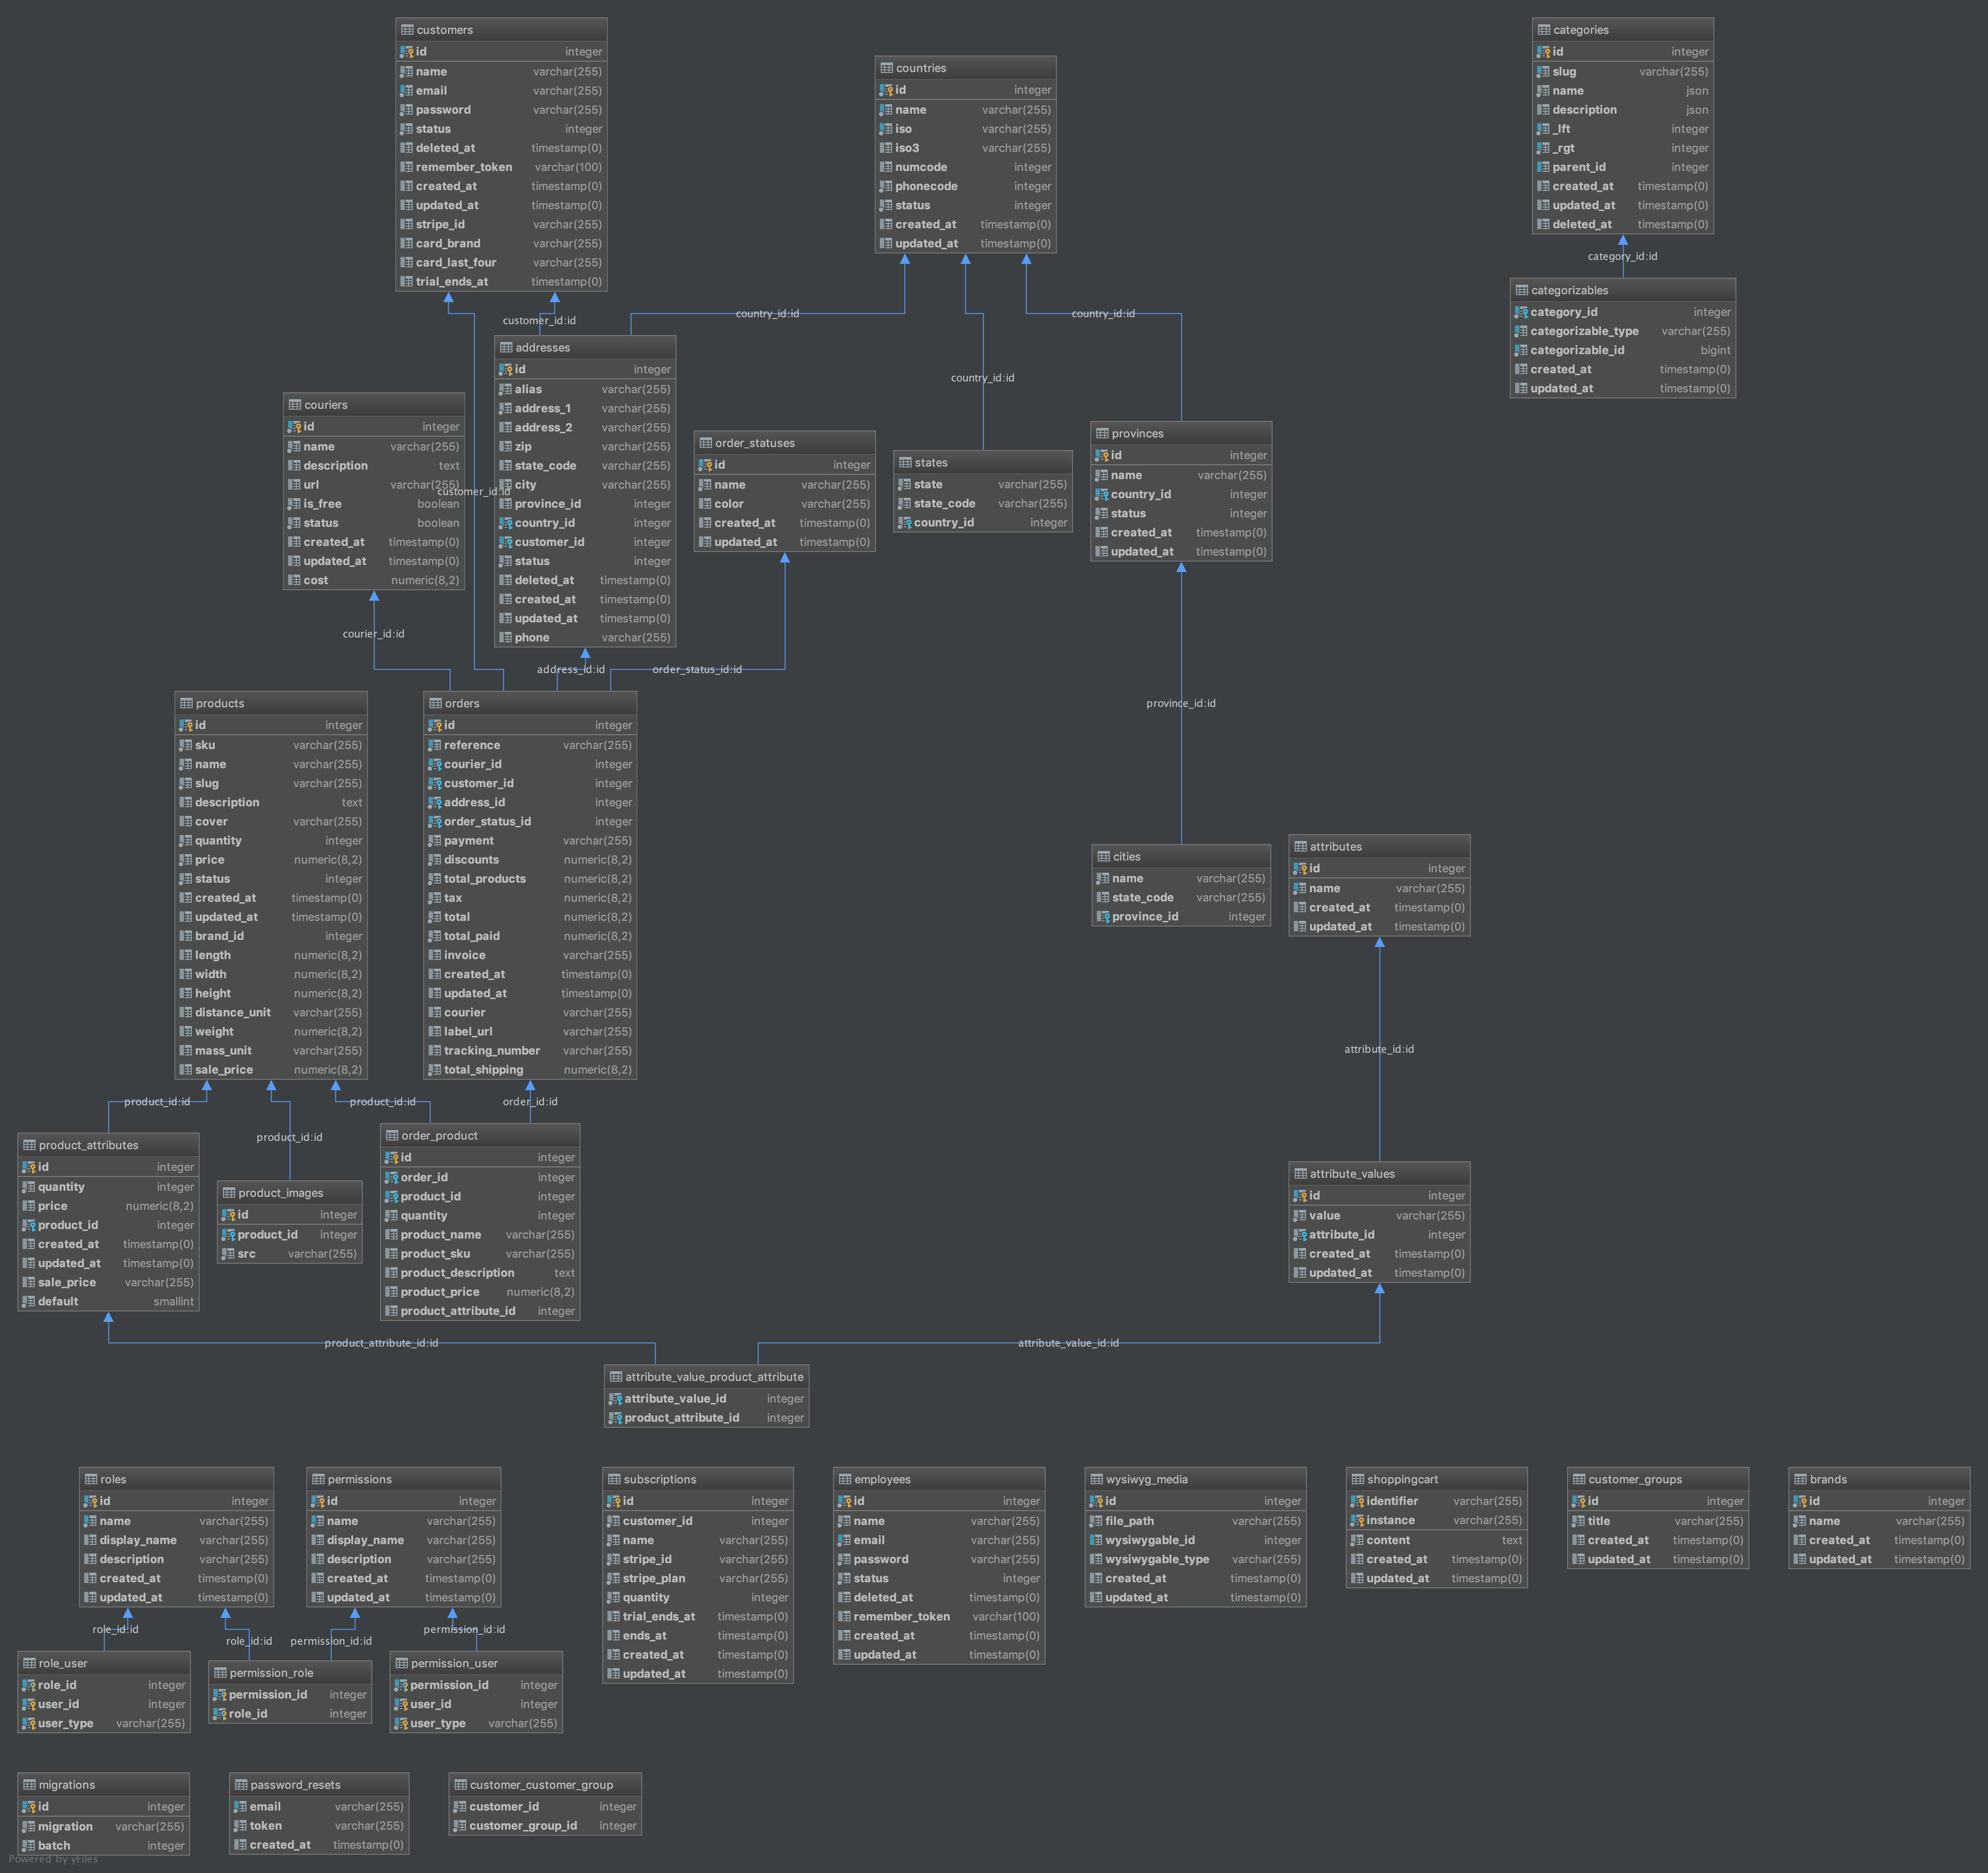 customers
id integer
name varchar(255)
email varchar(255)
password varchar(255)
status integer
deleted_at timestamp(0)
remember_token varchar(100)
created_at timestamp(0)
updated_at timestamp(0)
stripe_id varchar(255)
card_brand varchar(255)
card_last_four varchar(255)
trial_ends_at timestamp(0)
countries
id integer
name varchar(255)
iso varchar(255)
iso3 varchar(255)
numcode integer
phonecode integer
status integer
created_at timestamp(0)
updated_at timestamp(0)
categories
id integer
slug varchar(255)
name json
description json
_lft integer
_rgt integer
parent_id integer
created_at timestamp(0)
updated_at timestamp(0)
deleted_at timestamp(0)
category_id:id
categorizables
category_id integer
categorizable_type varchar(255)
categorizable_id bigint
created_at timestamp(0)
updated_at timestamp(0)
customer_id:id
country_id:id
country_id:id
country_id:id
addresses
id integer
alias varchar(255)
address_1 varchar(255)
address_2 varchar(255)
zip varchar(255)
state_code varchar(255)
city varchar(255)
province_id integer
country_id integer
customer_id integer
status integer
deleted_at timestamp(0)
created_at timestamp(0)
updated_at timestamp(0)
phone varchar(255)
couriers
id integer
name varchar(255)
description text
url varchar(255)
is_free boolean
status boolean
created_at timestamp(0)
updated_at timestamp(0)
cost numeric(8,2)
customer_id:id
order_statuses
id integer
name varchar(255)
color varchar(255)
created_at timestamp(0)
updated_at timestamp(0)
states
state varchar(255)
state_code varchar(255)
country_id integer
provinces
id integer
name varchar(255)
country_id integer
status integer
created_at timestamp(0)
updated_at timestamp(0)
courier_id:id
address_id:id
order_status_id:id
province_id:id
products
id integer
sku varchar(255)
name varchar(255)
slug varchar(255)
description text
cover varchar(255)
quantity integer
price numeric(8,2)
status integer
created_at timestamp(0)
updated_at timestamp(0)
brand_id integer
length numeric(8,2)
width numeric(8,2)
height numeric(8,2)
distance_unit varchar(255)
weight numeric(8,2)
mass_unit varchar(255)
sale_price numeric(8,2)
orders
id integer
reference varchar(255)
courier_id integer
customer_id integer
address_id integer
order_status_id integer
payment varchar(255)
discounts numeric(8,2)
total_products numeric(8,2)
tax numeric(8,2)
total numeric(8,2)
total_paid numeric(8,2)
invoice varchar(255)
created_at timestamp(0)
updated_at timestamp(0)
courier varchar(255)
label_url varchar(255)
tracking_number varchar(255)
total_shipping numeric(8,2)
cities
name varchar(255)
state_code varchar(255)
province_id integer
attributes
id integer
name varchar(255)
created_at timestamp(0)
updated_at timestamp(0)
attribute_id:id
product_id:id
product_id:id
product_id:id
order_id:id
product_attributes
id integer
quantity integer
price numeric(8,2)
product_id integer
created_at timestamp(0)
updated_at timestamp(0)
sale_price varchar(255)
default smallint
product_images
id integer
product_id integer
src varchar(255)
order_product
id integer
order_id integer
product_id integer
quantity integer
product_name varchar(255)
product_sku varchar(255)
product_description text
product_price numeric(8,2)
product_attribute_id integer
attribute_values
id integer
value varchar(255)
attribute_id integer
created_at timestamp(0)
updated_at timestamp(0)
product_attribute_id:id
attribute_value_id:id
attribute_value_product_attribute
attribute_value_id integer
product_attribute_id integer
roles
id integer
name varchar(255)
display_name varchar(255)
description varchar(255)
created_at timestamp(0)
updated_at timestamp(0)
permissions
id integer
name varchar(255)
display_name varchar(255)
description varchar(255)
created_at timestamp(0)
updated_at timestamp(0)
subscriptions
id integer
customer_id integer
name varchar(255)
stripe_id varchar(255)
stripe_plan varchar(255)
quantity integer
trial_ends_at timestamp(0)
ends_at timestamp(0)
created_at timestamp(0)
updated_at timestamp(0)
employees
id integer
name varchar(255)
email varchar(255)
password varchar(255)
status integer
deleted_at timestamp(0)
remember_token varchar(100)
created_at timestamp(0)
updated_at timestamp(0)
wysiwyg_media
id integer
file_path varchar(255)
wysiwygable_id integer
wysiwygable_type varchar(255)
created_at timestamp(0)
updated_at timestamp(0)
shoppingcart
identifier varchar(255)
instance varchar(255)
content text
created_at timestamp(0)
updated_at timestamp(0)
customer_groups
id integer
title varchar(255)
created_at timestamp(0)
updated_at timestamp(0)
brands
id integer
name varchar(255)
created_at timestamp(0)
updated_at timestamp(0)
role_id:id
role_id:id
permission_id:id
permission_id:id
role_user
role_id integer
user_id integer
user_type varchar(255)
permission_role
permission_id integer
role_id integer
permission_user
permission_id integer
user_id integer
user_type varchar(255)
migrations
id integer
migration varchar(255)
batch integer
password_resets
email varchar(255)
token varchar(255)
created_at timestamp(0)
customer_customer_group
customer_id integer
customer_group_id integer
Powered by yFiles